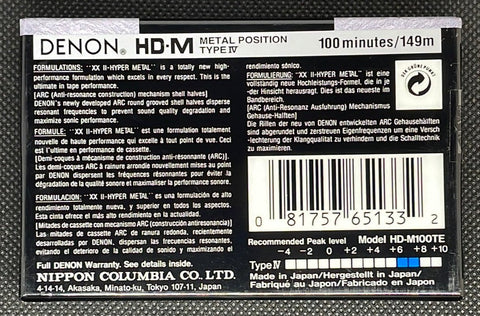 DENON® HD·M METAL POSITION TYPE IV 100 minutes/149m
FORMULATIONS: "XX II-HYPER METAL" is a totally new high-
performance formulation which excels in every respect. This is the
ultimate in tape performance.
[ARC (Anti-Resonance construction) mechanism shell halves]
DENON's newly developed ARC round grooved shell halves disperse
resonant frequencies to prevent sound quality degradation and
maximize sonic performance.
FORMULE: "XX II-HYPER METAL" est une formulation totalement
nouvelle de haute performance qui excelle à tout point de vue. Ceci
est l'ultime en performance de cassette.
[Demi-coques à mécanisme de construction anti-résonnante (ARC)].
Les demi-coques ARC à rainure arrondie nouvellement mises au point
par DENON dispersent les fréquences résonnantes pour éviter la
dégradation de la qualité sonore et maximaliser la performance sonique.
FORMULACION: "XX II-HYPER METAL" es una formulación de alto
rendimiento totalmente nuevo, y superior en todos los aspectos.
Esta cinta ofrece el más alto rendimiento.
[Mitades de cassette con mecanismo ARC (construcción antiresonancia)]
Las mitades de cassette ARC de ranura redonda, recientemente
desarrolladas por DENON, dispersan las frecuencias resonantes, evitando
el deterioro de la calidad de sonido y maximizando el
rendimiento sónico.
FORMULIERUNG: "XX II-HYPER METAL" ist eine
vollständig neue Hochleistungs-Formel, die in je-
der Hinsicht herausragt. Dies ist das neueste im
Bandbereich.
[ARC (Anti-Resonanz Ausfuhrung) Mechanismus
Gehause-Halften]
Die Rillen der neu von DENON entwickelten ARC Gehausehälften
sind abgerundet und zerstreuen Eigenfrequenzen um eine Versch-
lechterung der Klangqualitat zu verhindern und die Schalltechnik
zu maximieren.
DER GRÜNE PUNKT
0 81757 65133 2
Recommended Peak level Model HD-M100TE
−4 −2 0 +2 +4 +6 +8 +10
Type IV
Full DENON Warranty. See details inside.
NIPPON COLUMBIA CO. LTD.
4-14-14, Akasaka, Minato-ku, Tokyo 107-11, Japan
Made in Japan/Hergestellt in Japan/
Fabriqué au Japon/Fabricado en Japon